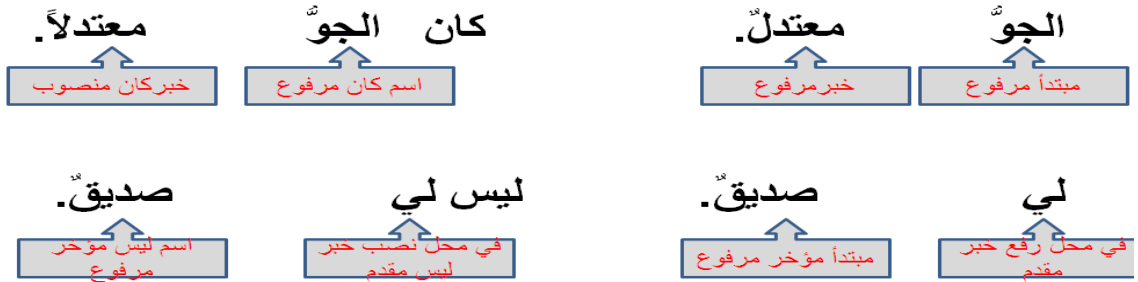 الجوُّ معتدلٌ. كان الجوُّ معتدلاً.
مبتدأ مرفوع خبرمرفوع اسم كان مرفوع خبركان منصوب
لي صديقٌ. ليس لي صديقٌ.
في محل رفع خبر مقدم مبتدأ مؤخر مرفوع في محل نصب خبر ليس مقدم اسم ليس مؤخر مرفوع